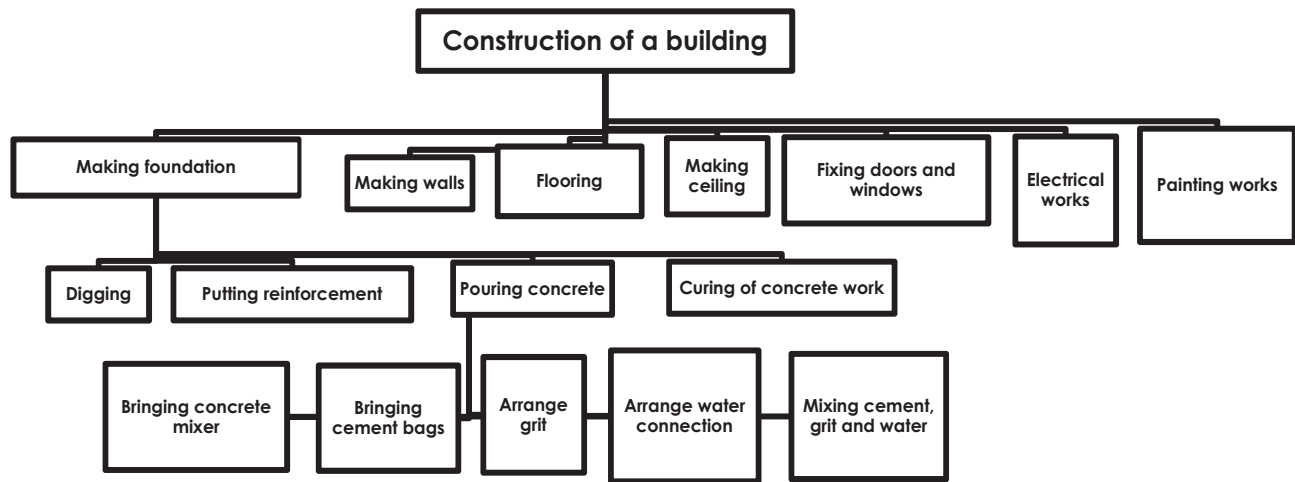 Construction of a building
Making foundation
Making walls
Flooring
Making
ceiling
Fixing doors and
windows
Electrical
works
Painting works
Digging
Putting reinforcement
Pouring concrete
Curing of concrete work
Bringing concrete
mixer
Bringing
cement bags
Arrange
grit
Arrange water
connection
Mixing cement,
grit and water